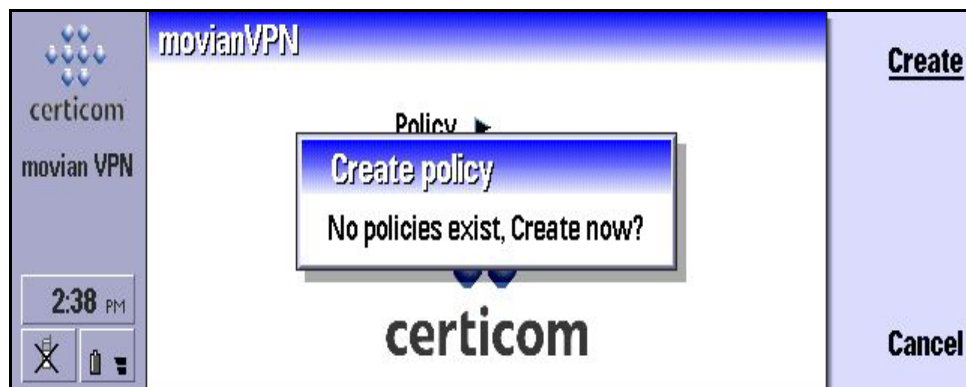 certicom
movian VPN
2:38 PM
movianVPN
Policy
Create policy
No policies exist, Create now?
certicom
Create
Cancel